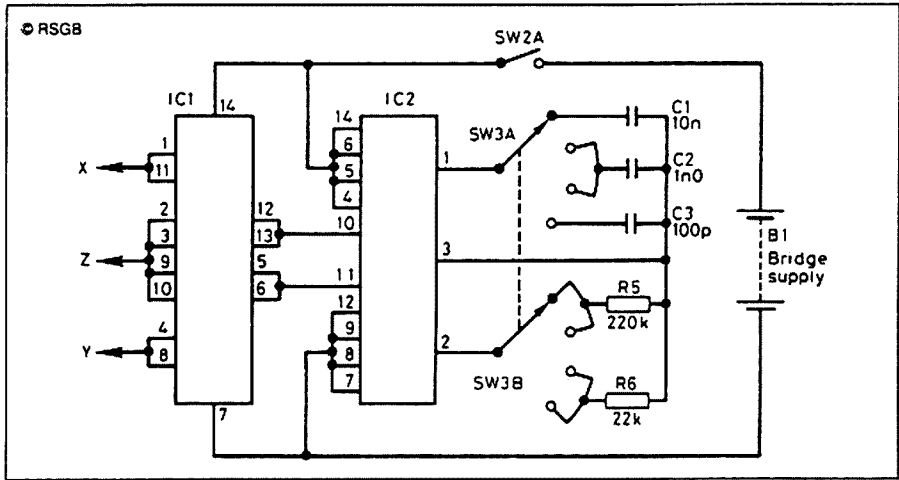 © RSGB
SW2A
IC1
14
IC2
1
11
X
2
3
Z
9
10
4
Y
8
7
12
13
5
6
14
6
5
4
10
11
12
9
8
7
1
3
2
SW3A
SW3B
C1
10n
C2
1n0
C3
100p
R5
220k
R6
22k
B1
Bridge
supply